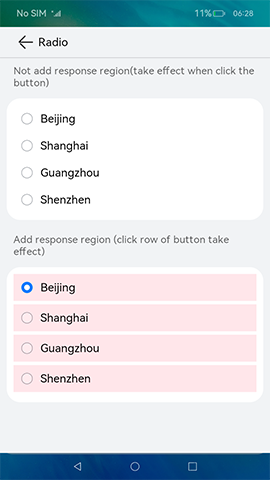 No SIM 11% 06:28
Radio
Not add response region(take effect when click the
button)
Beijing
Shanghai
Guangzhou
Shenzhen
Add response region (click row of button take
effect)
Beijing
Shanghai
Guangzhou
Shenzhen